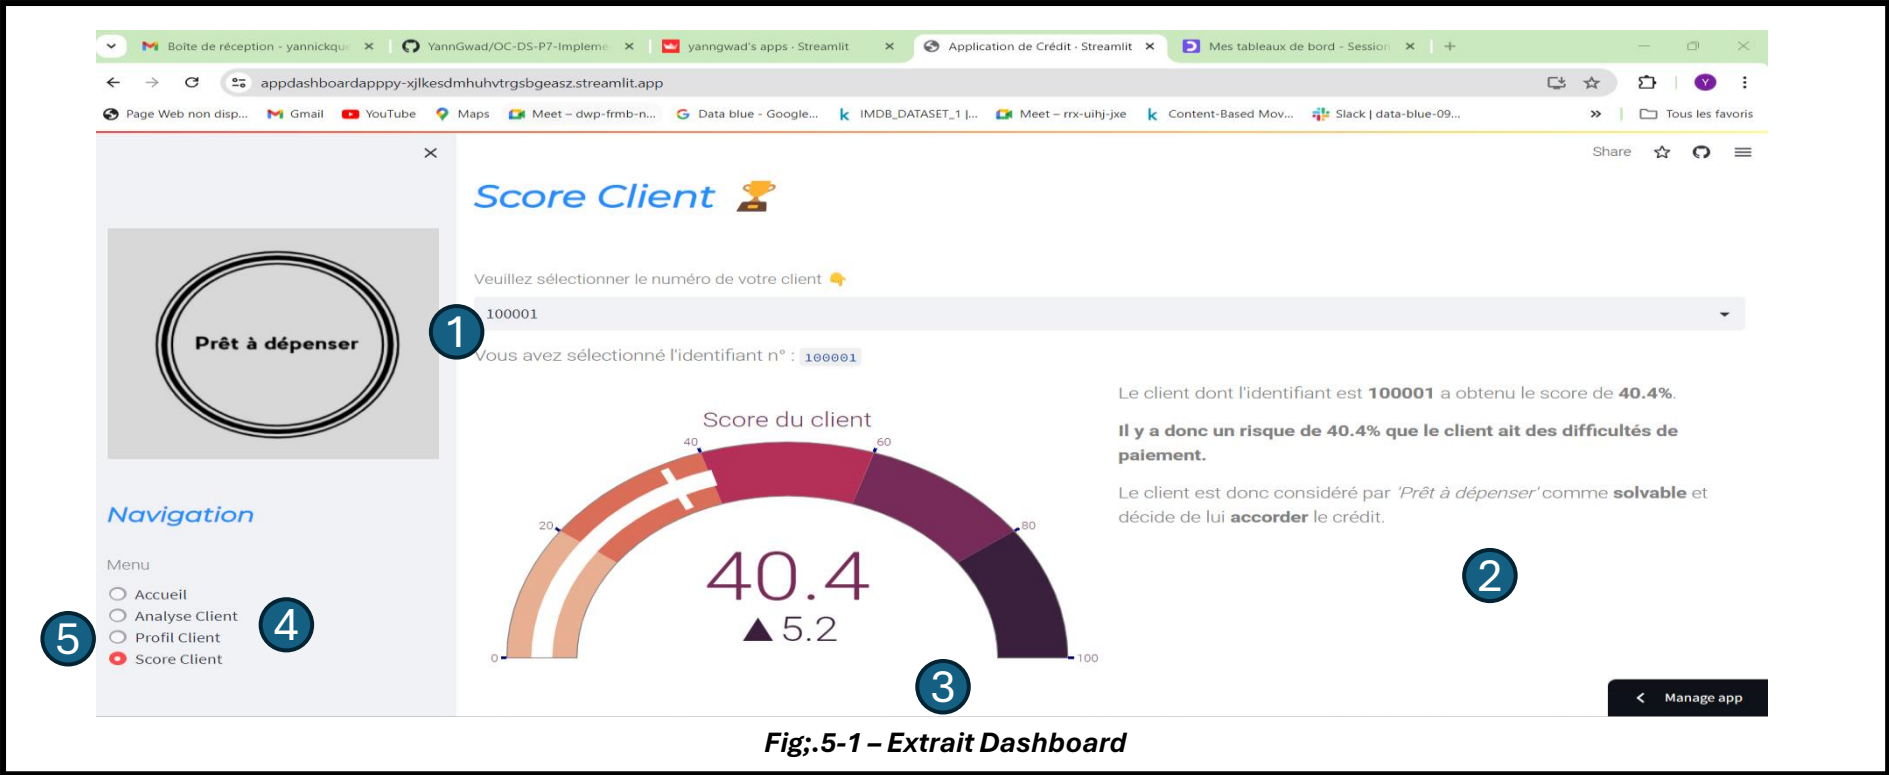 Boîte de réception - yannickqu
YannGwad/OC-DS-P7-Impleme
yanngwad's apps · Streamlit
Application de Crédit · Streamlit
Mes tableaux de bord - Session
appdashboardapppy-xjlkesdmhuhvtrgsbgeasz.streamlit.app
Y
Page Web non disp...
Gmail
YouTube
Maps
Meet – dwp-frmb-n...
Data blue - Google...
IMDB_DATASET_1 |...
Meet – rrx-uihj-jxe
Content-Based Mov...
Slack | data-blue-09...
Tous les favoris
Share
Score Client
Prêt à dépenser
Veuillez sélectionner le numéro de votre client
100001
1
Vous avez sélectionné l'identifiant n° : 100001
Navigation
Menu
Accueil
Analyse Client
Profil Client
Score Client
5
4
Score du client
0
20
40
60
80
100
40.4
▲5.2
3
Le client dont l'identifiant est 100001 a obtenu le score de 40.4%.
Il y a donc un risque de 40.4% que le client ait des difficultés de
paiement.
Le client est donc considéré par 'Prêt à dépenser' comme solvable et
décide de lui accorder le crédit.
2
Manage app
Fig;.5-1 – Extrait Dashboard